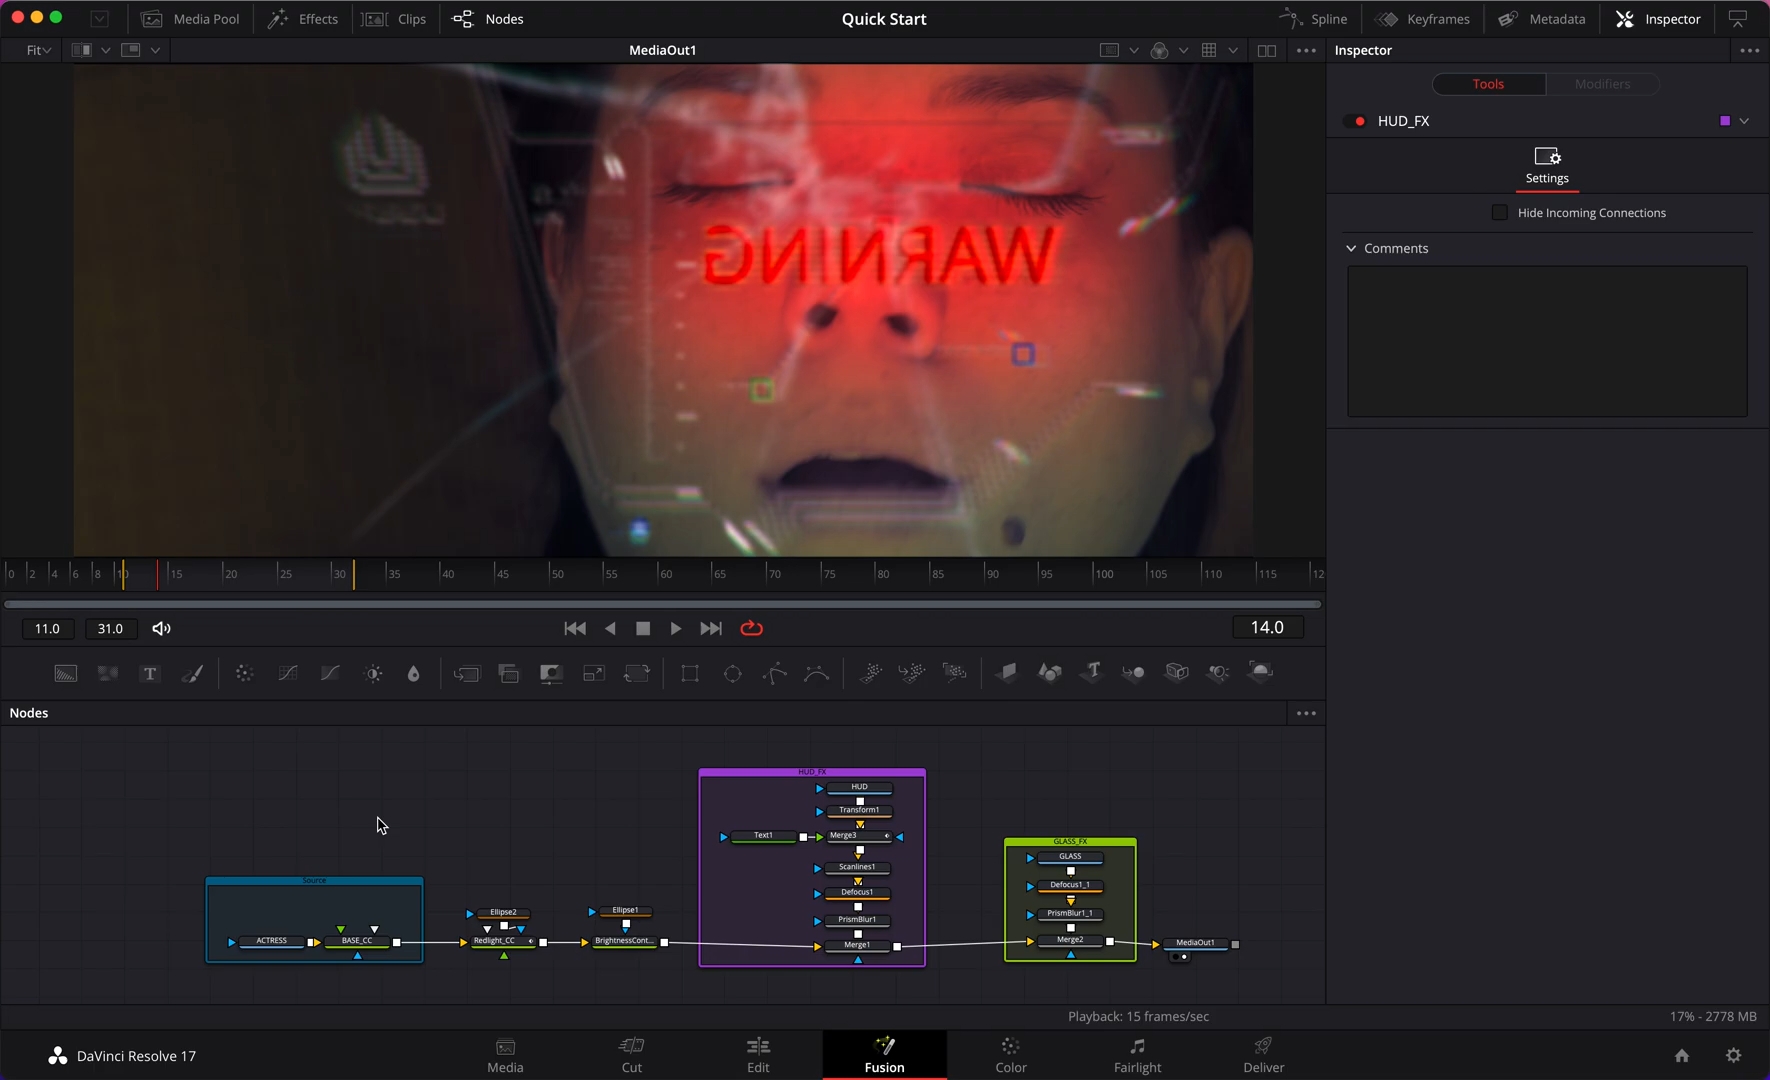 Media Pool
Effects
Clips
Nodes
Quick Start
Spline
Keyframes
Metadata
Inspector
Fit
MediaOut1
Inspector
Tools
Modifiers
HUD_FX
Settings
Hide Incoming Connections
Comments
WARNING
0 2 4 6 8 10 15 20 25 30 35 40 45 50 55 60 65 70 75 80 85 90 95 100 105 110 115 12
11.0
31.0
14.0
T
T
Nodes
HUD_FX
HUD
Transform1
Text1
Merge3
Scanlines1
Defocus1
PrismBlur1
Merge1
GLASS_FX
GLASS
Defocus1_1
PrismBlur1_1
Merge2
Source
ACTRESS
BASE_CC
Ellipse2
Redlight_CC
Ellipse1
BrightnessCont...
MediaOut1
Playback: 15 frames/sec
17% - 2778 MB
DaVinci Resolve 17
Media
Cut
Edit
Fusion
Color
Fairlight
Deliver